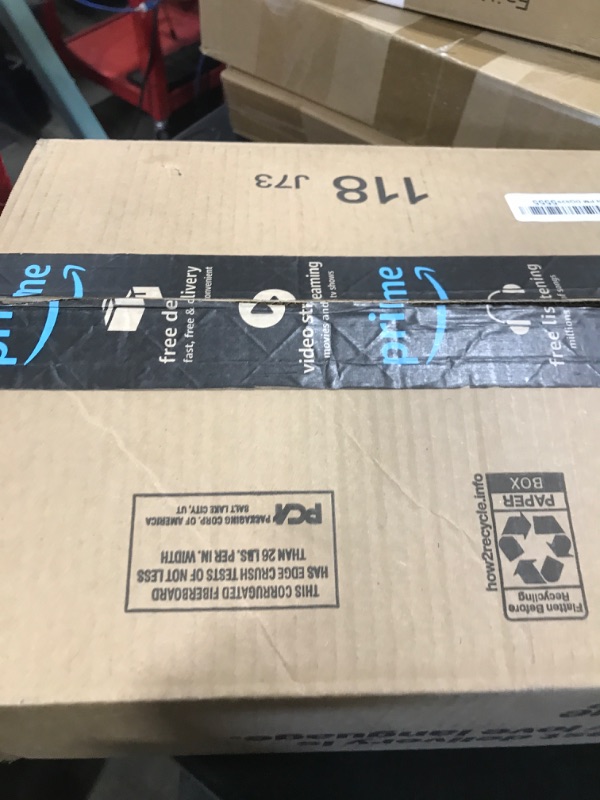 118 J73
prime
free delivery
fast, free &
video streaming
movies and tv shows
prime
free listening
PCA PACKAGING CORP. OF AMERICA
SALT LAKE CITY, UT
THIS CORRUGATED FIBERBOARD
HAS EDGE CRUSH TESTS OF NOT LESS
THAN 26 LBS. PER IN. WIDTH
how2recycle.info
Flatten Before
Recycling
PAPER
BOX
delivery is